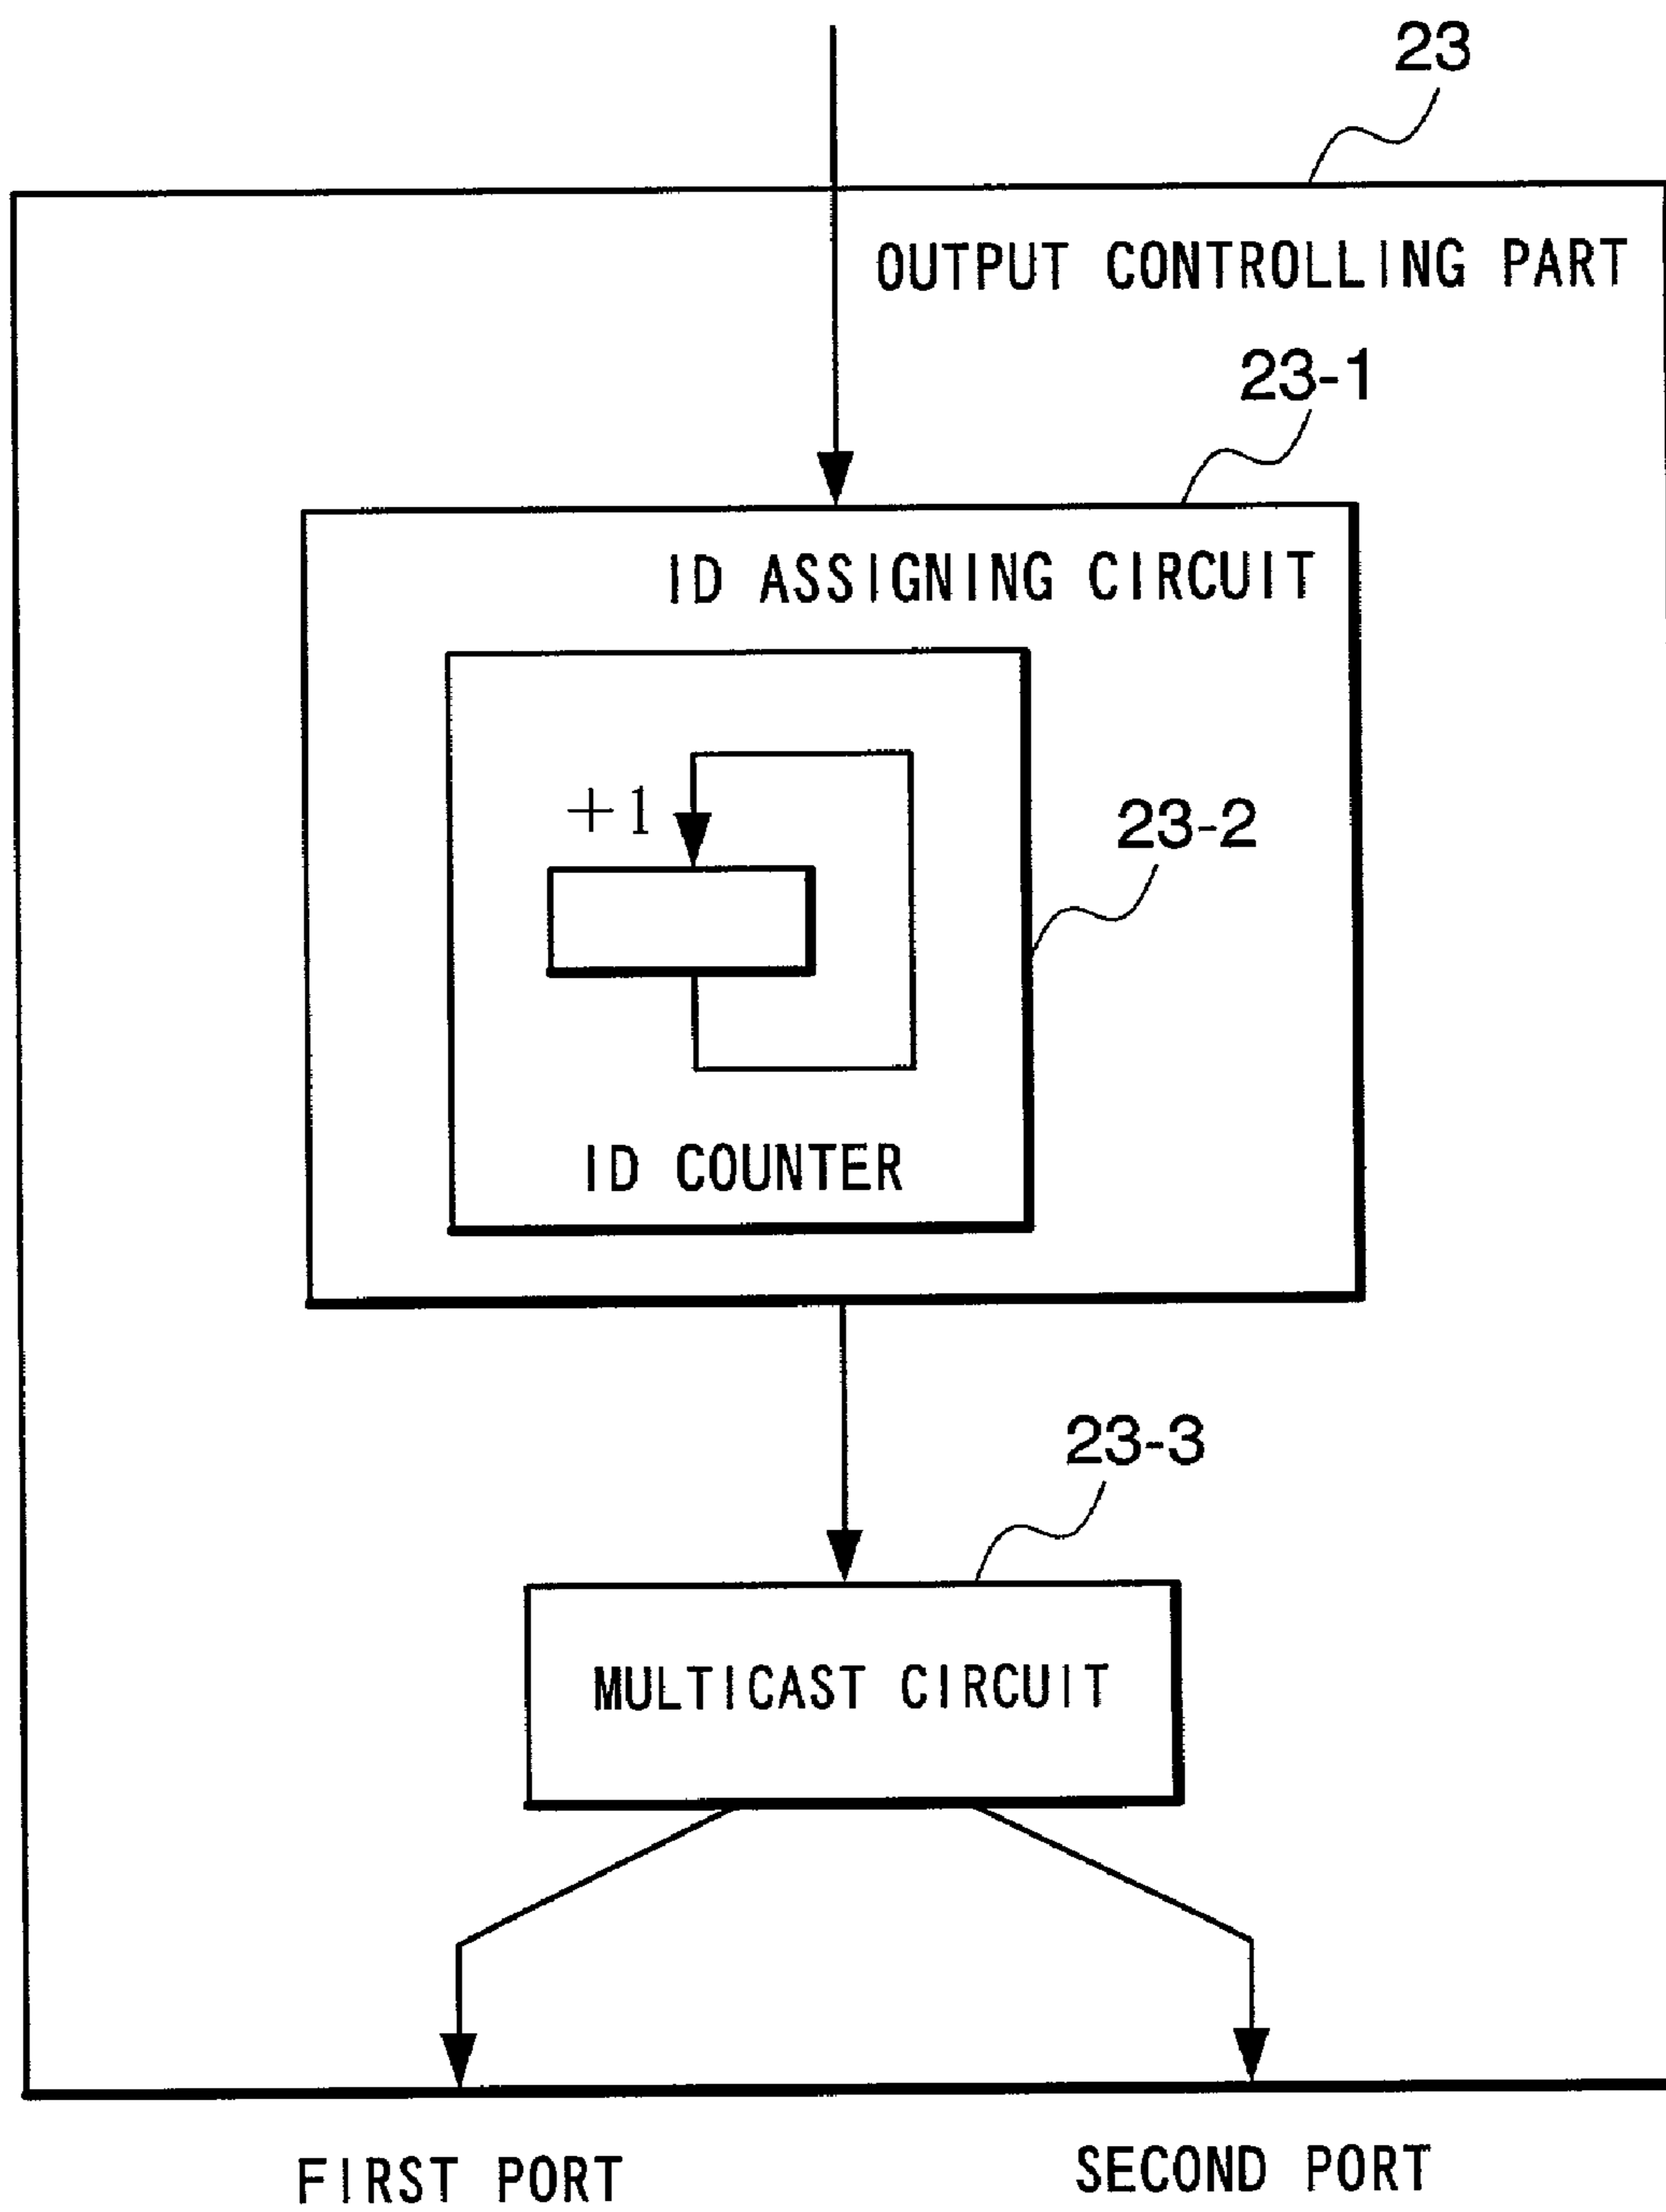 23
OUTPUT CONTROLLING PART
23-1
ID ASSIGNING CIRCUIT
+1
23-2
ID COUNTER
23-3
MULTICAST CIRCUIT
FIRST PORT
SECOND PORT